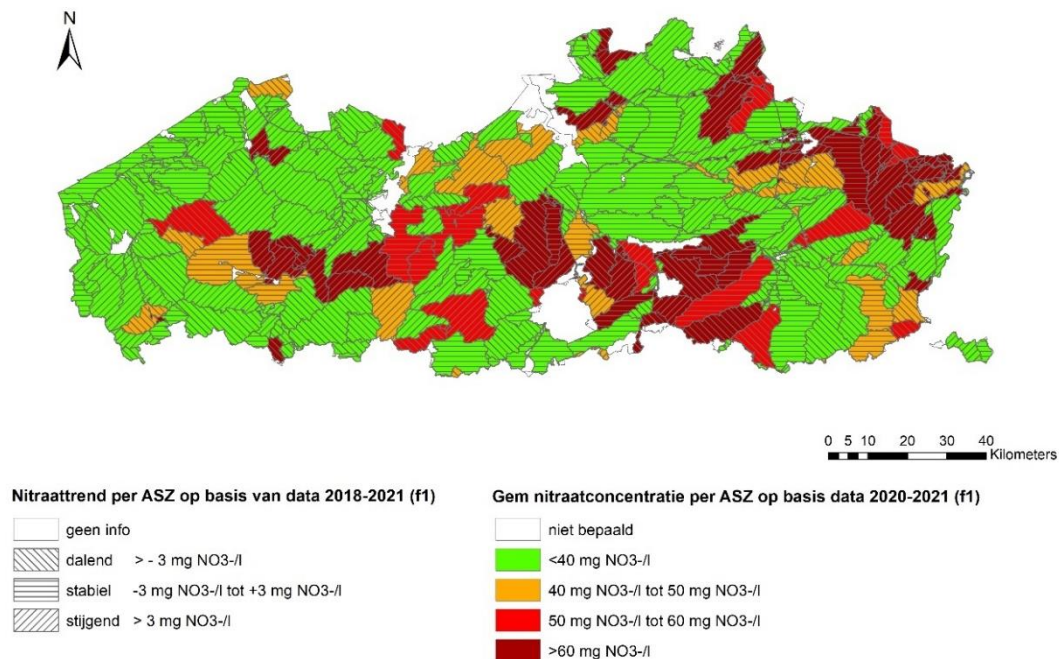 N
0 5 10 20 30 40
Kilometers
Nitraattrend per ASZ op basis van data 2018-2021 (f1)
geen info
dalend > - 3 mg NO3-/l
stabiel -3 mg NO3-/l tot +3 mg NO3-/l
stijgend > 3 mg NO3-/l
Gem nitraatconcentratie per ASZ op basis data 2020-2021 (f1)
niet bepaald
<40 mg NO3-/l
40 mg NO3-/l tot 50 mg NO3-/l
50 mg NO3-/l tot 60 mg NO3-/l
>60 mg NO3-/l